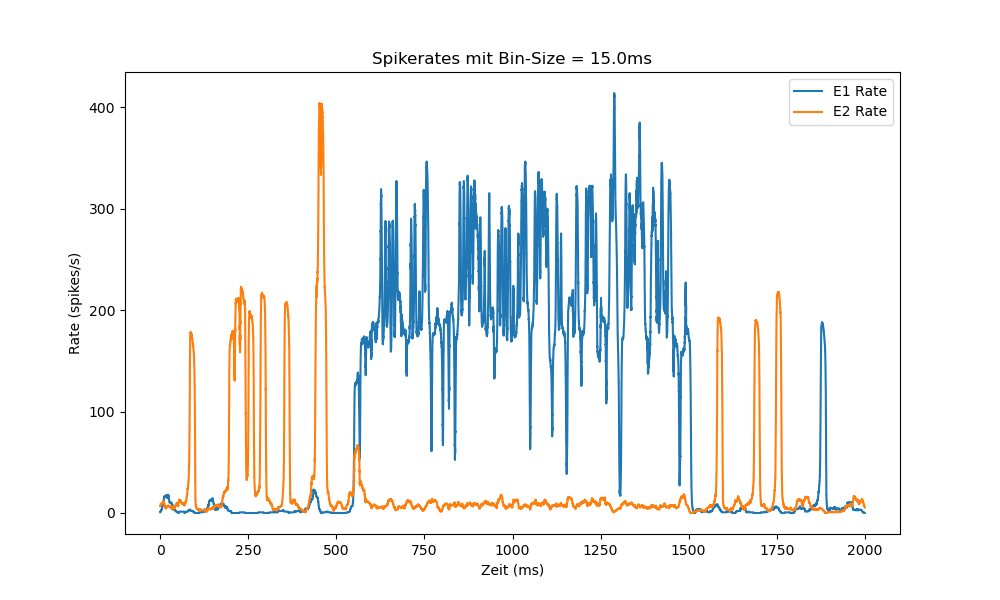 Spikerates mit Bin-Size = 15.0ms
E1 Rate
E2 Rate
Rate (spikes/s)
400
300
200
100
0
0 250 500 750 1000 1250 1500 1750 2000
Zeit (ms)